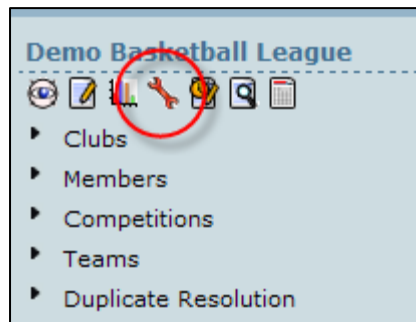 Demo Basketball League
Clubs
Members
Competitions
Teams
Duplicate Resolution